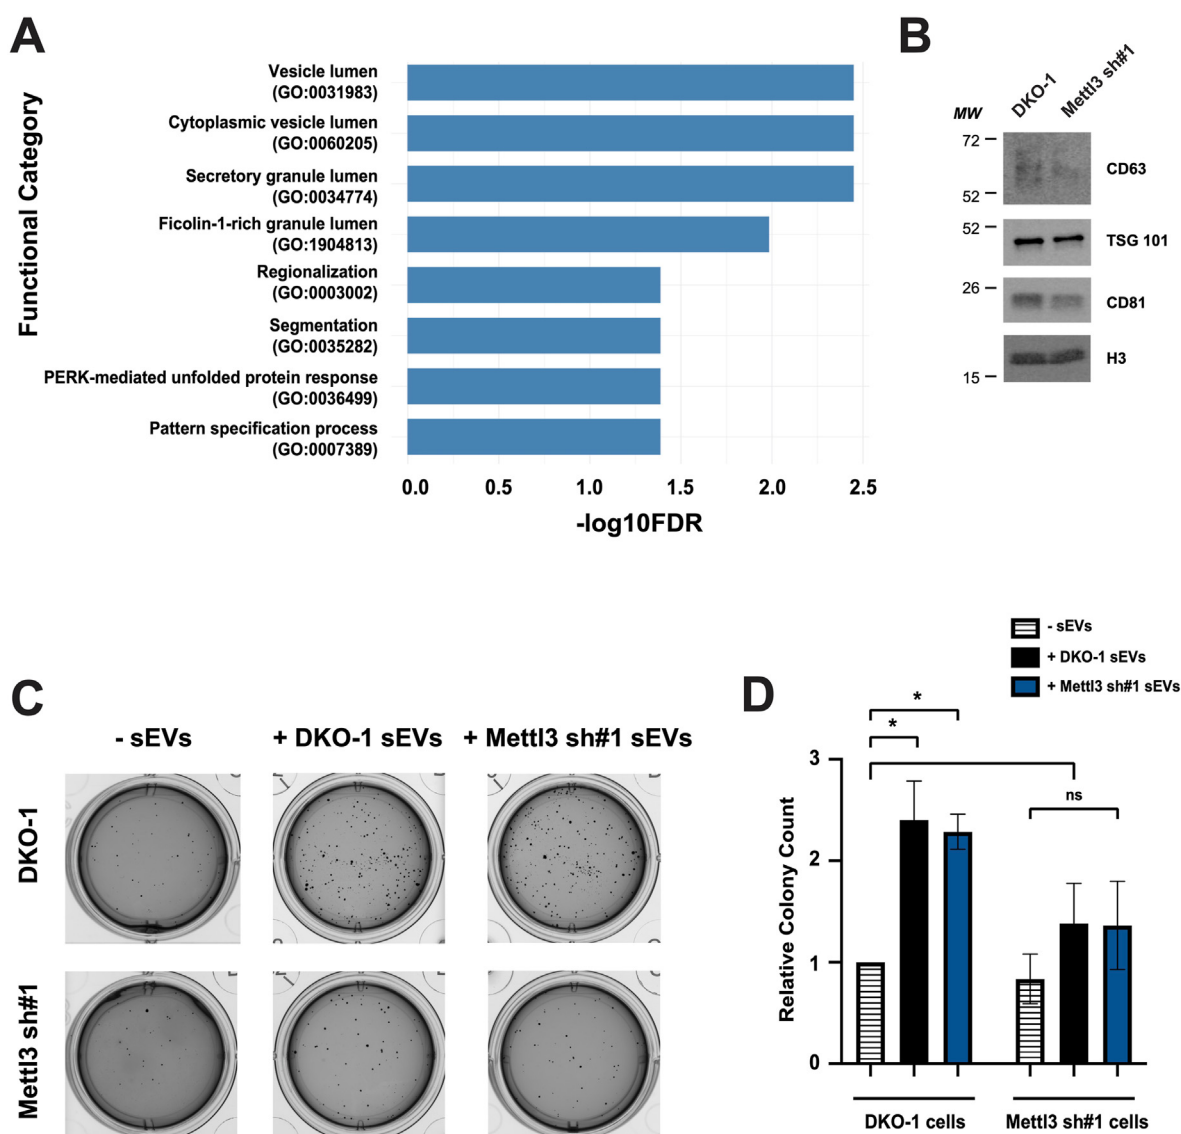 A
Functional Category
Vesicle lumen
(GO:0031983)
Cytoplasmic vesicle lumen
(GO:0060205)
Secretory granule lumen
(GO:0034774)
Ficolin-1-rich granule lumen
(GO:1904813)
Regionalization
(GO:0003002)
Segmentation
(GO:0035282)
PERK-mediated unfolded protein response
(GO:0036499)
Pattern specification process
(GO:0007389)
0.0 0.5 1.0 1.5 2.0 2.5
-log10FDR
B
MW
DKO-1
Mettl3 sh#1
72
52
CD63
52
TSG 101
26
CD81
15
H3
C
- sEVs + DKO-1 sEVs + Mettl3 sh#1 sEVs
DKO-1
Mettl3 sh#1
D
- sEVs
+ DKO-1 sEVs
+ Mettl3 sh#1 sEVs
*
*
ns
Relative Colony Count
3
2
1
0
DKO-1 cells Mettl3 sh#1 cells